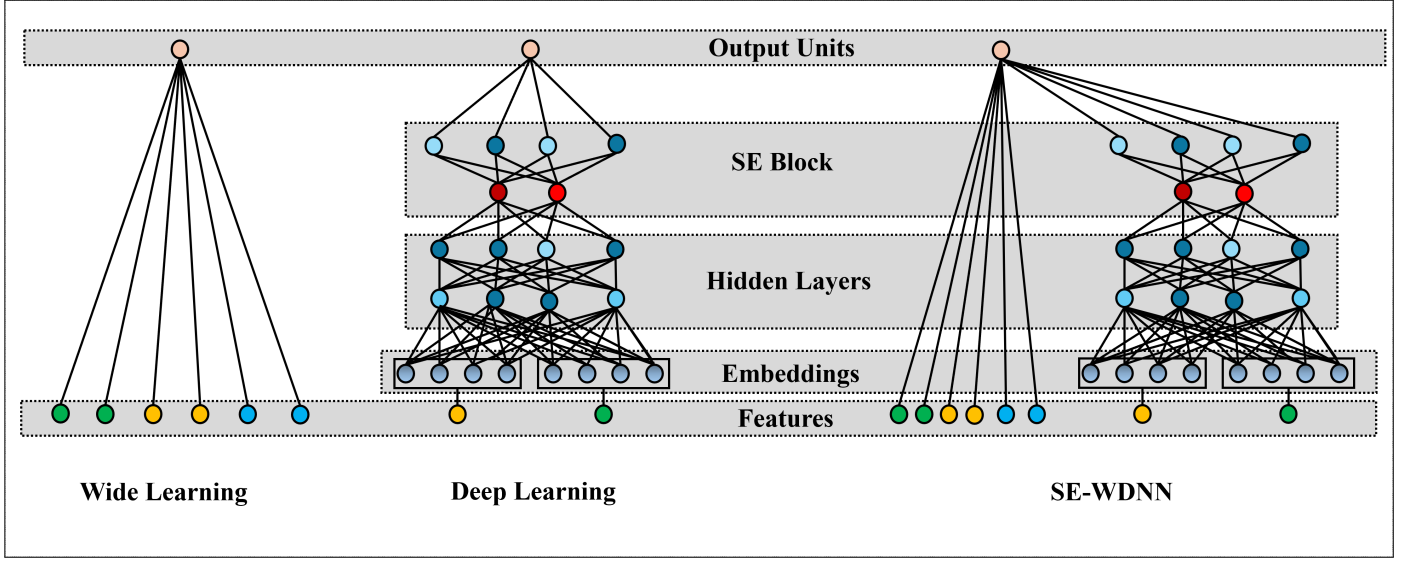 Output Units
SE Block
Hidden Layers
Embeddings
Features
Wide Learning
Deep Learning
SE-WDNN